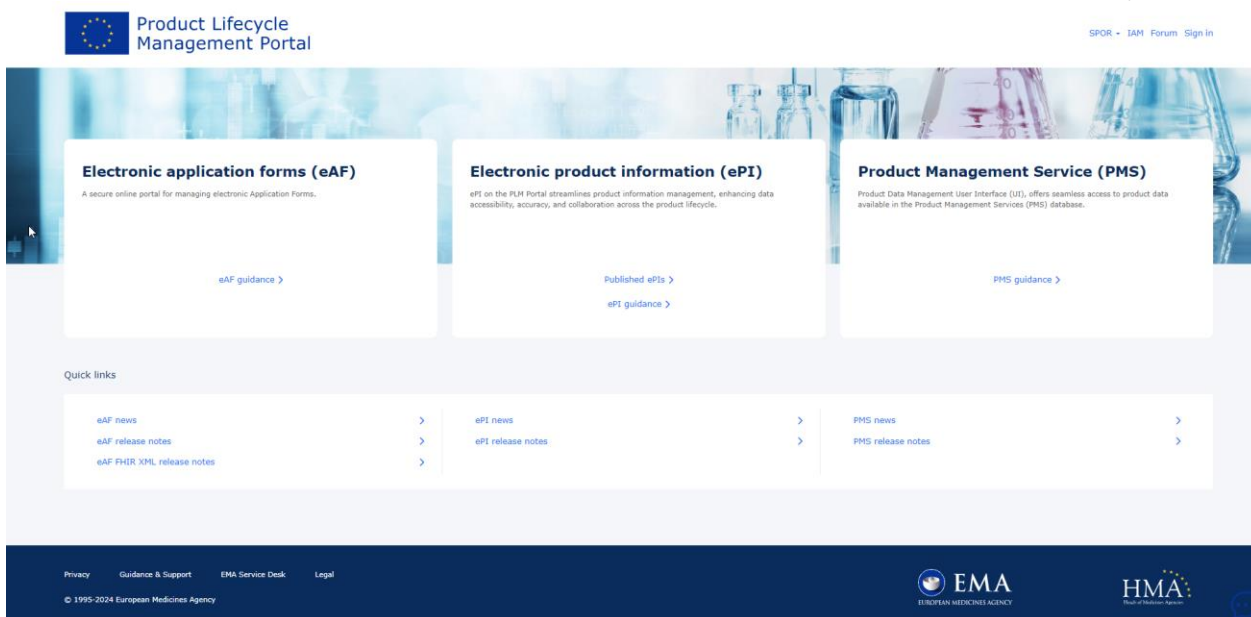 Product Lifecycle
Management Portal
SPOR IAM Forum Sign in
Electronic application forms (eAF)
A secure online portal for managing electronic Application Forms.
eAF guidance
Electronic product information (ePI)
ePI on the PLM Portal streamlines product information management, enhancing data
accessibility, accuracy, and collaboration across the product lifecycle.
Published ePIs
ePI guidance
Product Management Service (PMS)
Product Data Management User Interface (UI), offers seamless access to product data
available in the Product Management Services (PMS) database.
PMS guidance
Quick links
eAF news
eAF release notes
eAF FHIR XML release notes
ePI news
ePI release notes
PMS news
PMS release notes
Privacy Guidance & Support EMA Service Desk Legal
© 1995-2024 European Medicines Agency
EMA
EUROPEAN MEDICINES AGENCY
HMA
Heads of Medicines Agencies